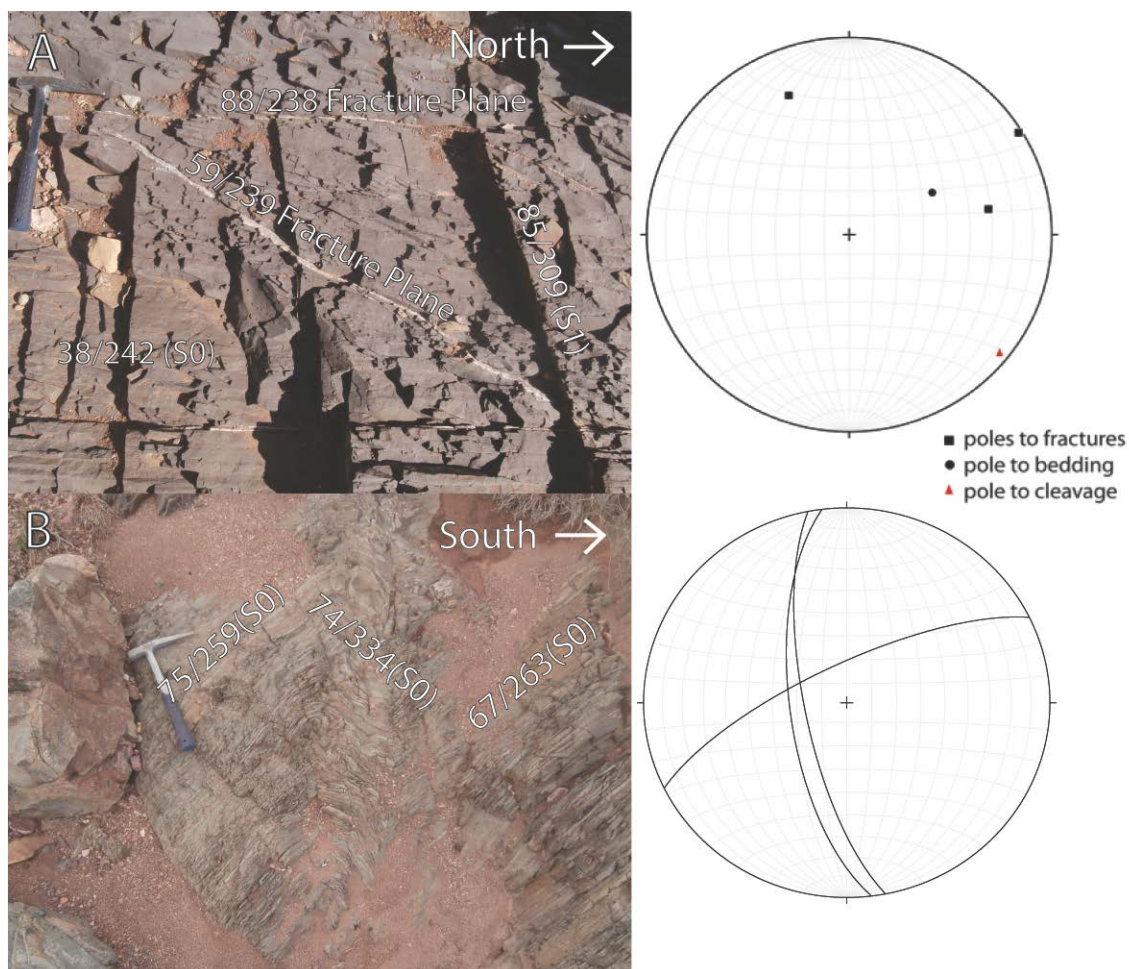 A
North
88/238 Fracture Plane
59/239 Fracture Plane
85/309 (S1)
38/242 (S0)
poles to fractures
pole to bedding
pole to cleavage
B
South
75/259(S0)
74/334(S0)
67/263(S0)